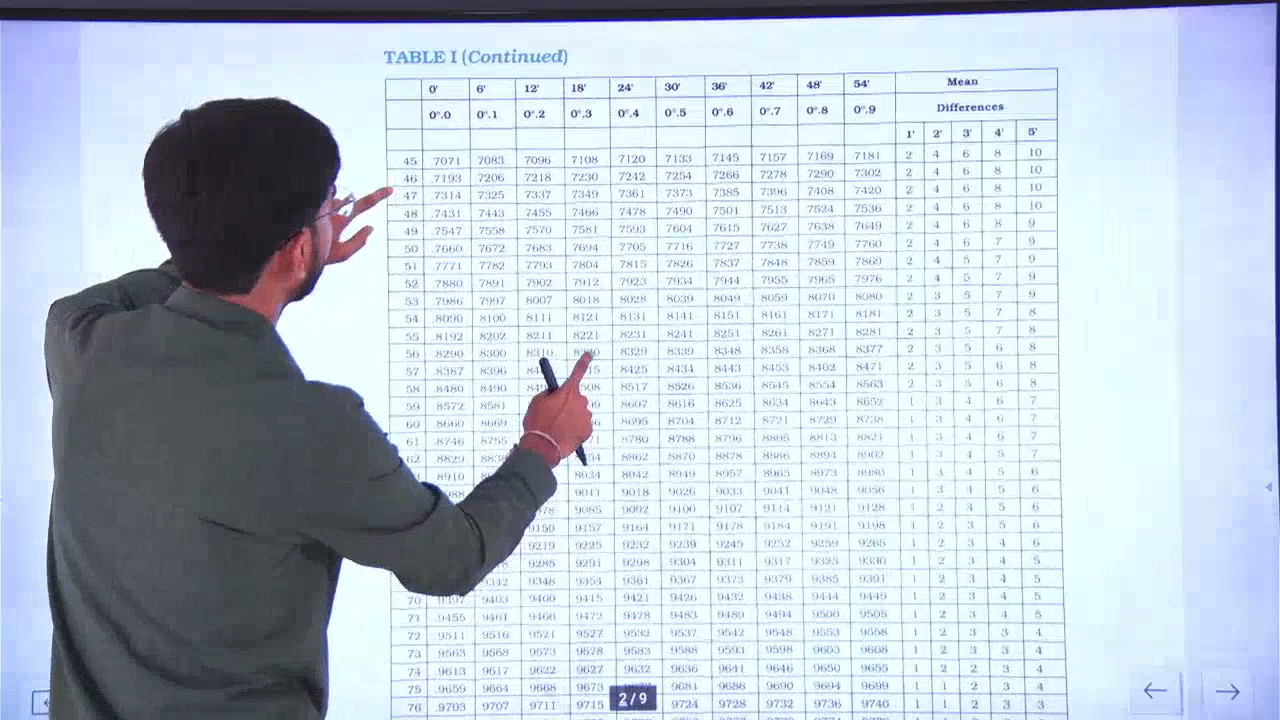 TABLE I (Continued)
0' 6' 12' 18' 24' 30' 36' 42' 48' 54' Mean
0°.0 0°.1 0°.2 0°.3 0°.4 0°.5 0°.6 0°.7 0°.8 0°.9 Differences
1' 2' 3' 4' 5'
45 .7071 7083 7096 7108 7120 7133 7145 7157 7169 7181 2 4 6 8 10
46 .7193 7206 7218 7230 7242 7254 7266 7278 7290 7302 2 4 6 8 10
47 .7314 7325 7337 7349 7361 7373 7385 7396 7408 7420 2 4 6 8 10
48 .7431 7443 7455 7466 7478 7490 7501 7513 7524 7536 2 4 6 8 10
49 .7547 7558 7570 7581 7593 7604 7615 7627 7638 7649 2 4 6 8 9
50 .7660 7672 7683 7694 7705 7716 7727 7738 7749 7760 2 4 6 7 9
51 .7771 7782 7793 7804 7815 7826 7837 7848 7859 7869 2 4 5 7 9
52 .7880 7891 7902 7912 7923 7934 7944 7955 7965 7976 2 4 5 7 9
53 .7986 7997 8007 8018 8028 8039 8049 8059 8070 8080 2 3 5 7 9
54 .8090 8100 8111 8121 8131 8141 8151 8161 8171 8181 2 3 5 7 8
55 .8192 8202 8211 8221 8231 8241 8251 8261 8271 8281 2 3 5 7 8
56 .8290 8300 8310 8329 8339 8348 8358 8368 8377 2 3 5 6 8
57 .8387 8396 8425 8434 8443 8453 8462 8471 2 3 5 6 8
58 .8480 8490 8517 8526 8536 8545 8554 8563 2 3 5 6 8
59 .8572 8581 8607 8616 8625 8634 8643 8652 1 3 4 6 7
60 .8660 8669 8695 8704 8712 8721 8729 8738 1 3 4 6 7
61 .8746 8755 8780 8788 8796 8805 8813 8821 1 3 4 6 7
62 .8829 8862 8870 8878 8886 8894 8902 1 3 4 5 7
8910 8934 8942 8949 8957 8965 8973 8980 1 3 4 5 6
9011 9018 9026 9033 9041 9048 9056 1 3 4 5 6
9085 9092 9100 9107 9114 9121 9128 1 2 3 5 6
9150 9157 9164 9171 9178 9184 9191 9198 1 2 3 5 6
9219 9225 9232 9239 9245 9252 9259 9265 1 2 3 4 6
9285 9291 9298 9304 9311 9317 9323 9330 1 2 3 4 5
9342 9348 9354 9361 9367 9373 9379 9385 9391 1 2 3 4 5
70 .9397 9403 9409 9415 9421 9426 9432 9438 9444 9449 1 2 3 4 5
71 .9455 9461 9466 9472 9478 9483 9489 9494 9500 9505 1 2 3 4 5
72 .9511 9516 9521 9527 9532 9537 9542 9548 9553 9558 1 2 3 3 4
73 .9563 9568 9573 9578 9583 9588 9593 9598 9603 9608 1 2 3 3 4
74 .9613 9617 9622 9627 9632 9636 9641 9646 9650 9655 1 2 2 3 4
75 .9659 9664 9668 9673 9681 9686 9690 9694 9699 1 1 2 3 4
76 .9703 9707 9711 9715 9724 9728 9732 9736 9740 1 1 2 3 3
2/9